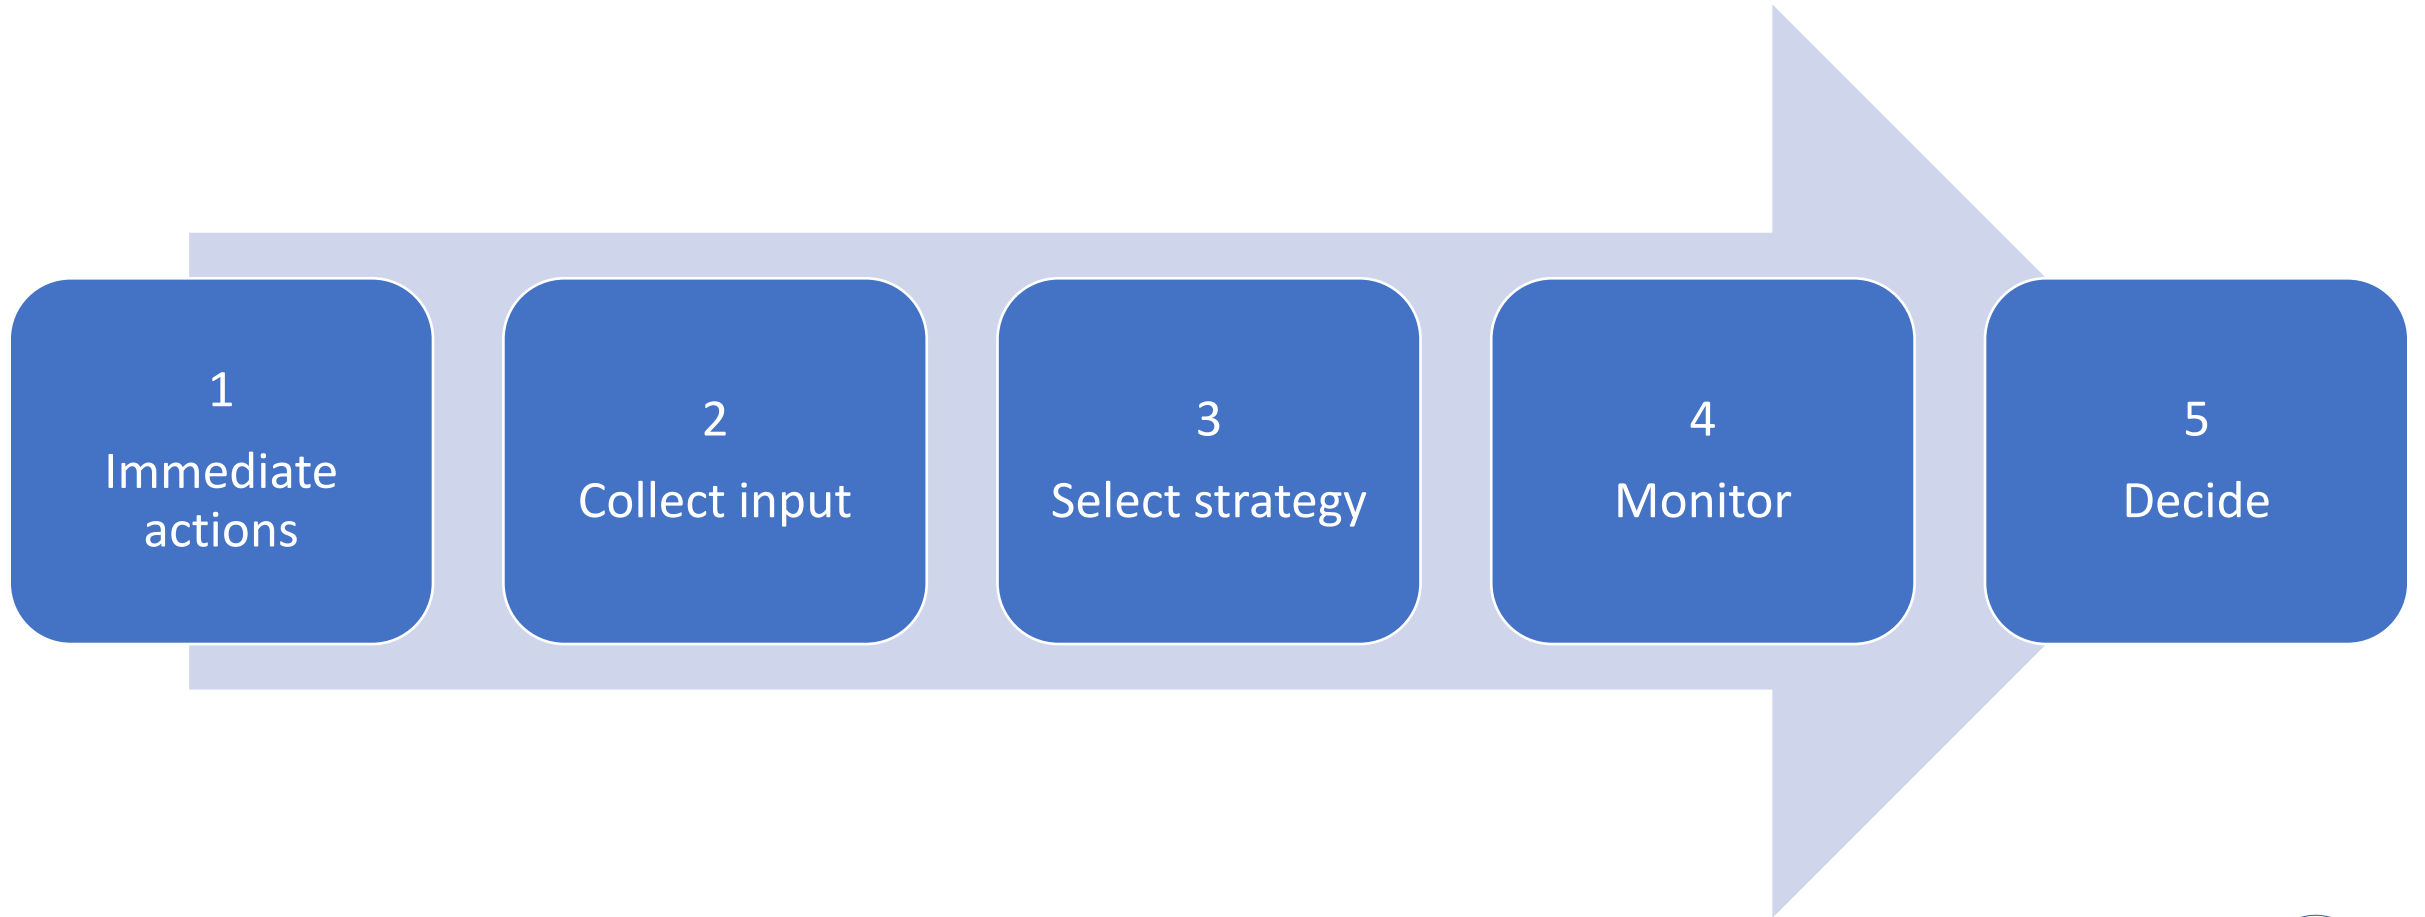 1
Immediate
actions
2
Collect input
3
Select strategy
4
Monitor
5
Decide